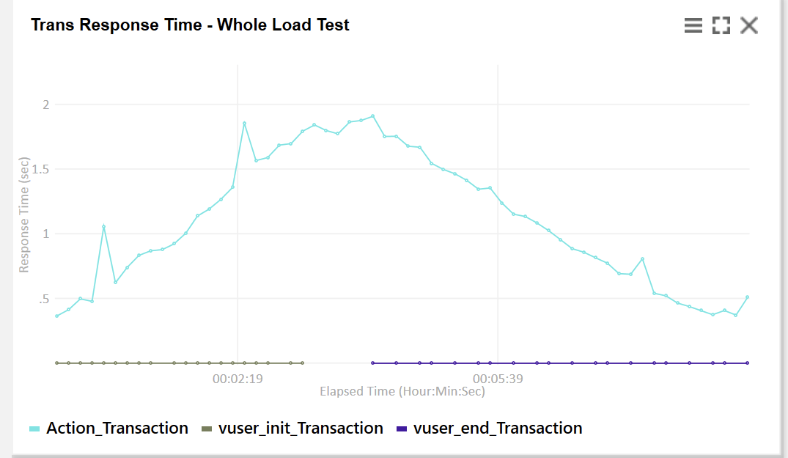 Trans Response Time - Whole Load Test
2
1.5
1
.5
Response Time (sec)
00:02:19 00:05:39
Elapsed Time (Hour:Min:Sec)
Action_Transaction vuser_init_Transaction vuser_end_Transaction